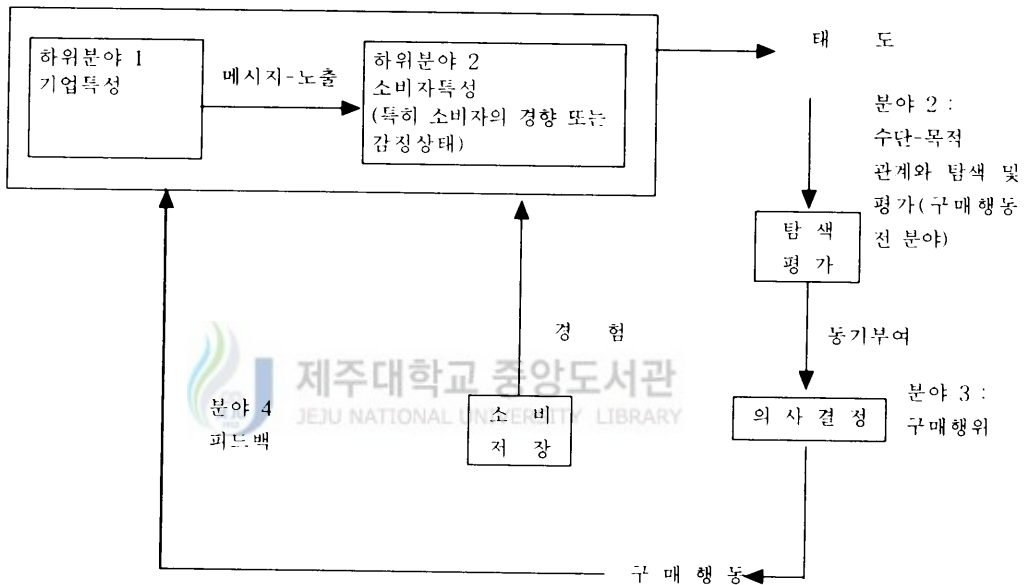 하위분야 1
기업특성
메시지-노출
하위분야 2
소비자특성
(특히 소비자의 경향 또는
감정상태)
태 도
분야 2 :
수단-목적
관계와 탐색 및
평가(구매행동
전 분야)
탐 색
평 가
동기부여
분야 3 :
구매행위
의 사 결 정
경 험
소 비
저 장
분야 4
피드백
구 매 행 동
제주대학교 중앙도서관
JEJU NATIONAL UNIVERSITY LIBRARY